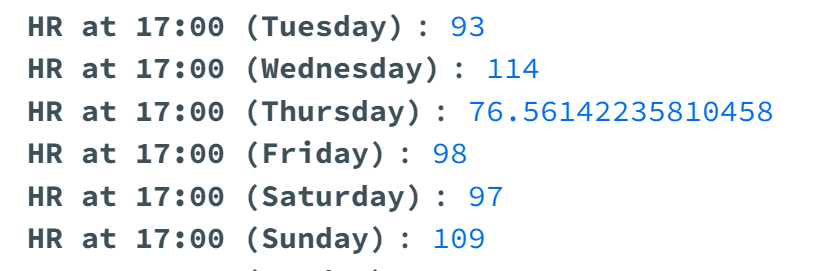 HR at 17:00 (Tuesday) : 93
HR at 17:00 (Wednesday) : 114
HR at 17:00 (Thursday) : 76.56142235810458
HR at 17:00 (Friday) : 98
HR at 17:00 (Saturday) : 97
HR at 17:00 (Sunday) : 109